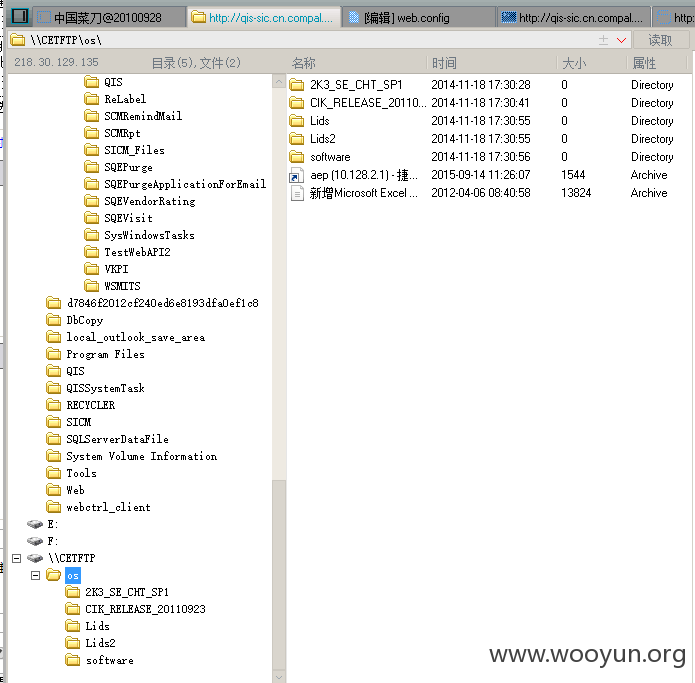 中国菜刀@20100928 http://qis-sic.cn.compal.... [编辑] web.config http://qis-sic.cn.compal.... http:
\\CETFTP\os\ 读取
218.30.129.135 目录(5),文件(2) 名称 时间 大小 属性
QIS
ReLabel
SCMRemindMail
SCMRpt
SICM_Files
SQEPurge
SQEPurgeApplicationForEmail
SQEVendorRating
SQEVisit
SysWindowsTasks
TestWebAPI2
VKPI
WSMITS
d7846f2012cf240ed6e8193dfa0ef1c8
DbCopy
local_outlook_save_area
Program Files
QIS
QISSystemTask
RECYCLER
SICM
SQLServerDataFile
System Volume Information
Tools
Web
webctrl_client
E:
F:
\\CETFTP
os
2K3_SE_CHT_SP1
CIK_RELEASE_20110923
Lids
Lids2
software
2K3_SE_CHT_SP1 2014-11-18 17:30:28 0 Directory
CIK_RELEASE_20110... 2014-11-18 17:30:41 0 Directory
Lids 2014-11-18 17:30:55 0 Directory
Lids2 2014-11-18 17:30:55 0 Directory
software 2014-11-18 17:30:56 0 Directory
aep (10.128.2.1) - 捷... 2015-09-14 11:26:07 1544 Archive
新增Microsoft Excel ... 2012-04-06 08:40:58 13824 Archive
www.wooyun.org